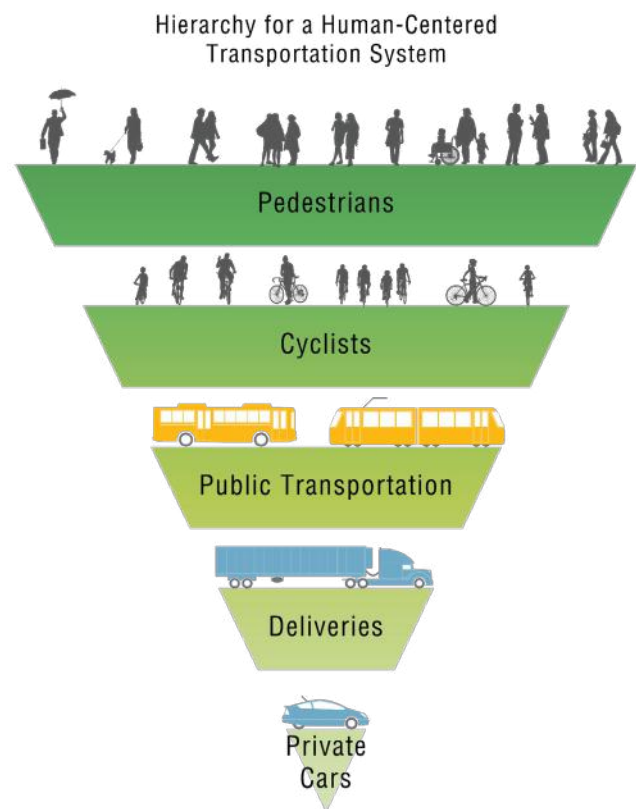 Hierarchy for a Human-Centered
Transportation System
Pedestrians
Cyclists
Public Transportation
Deliveries
Private
Cars